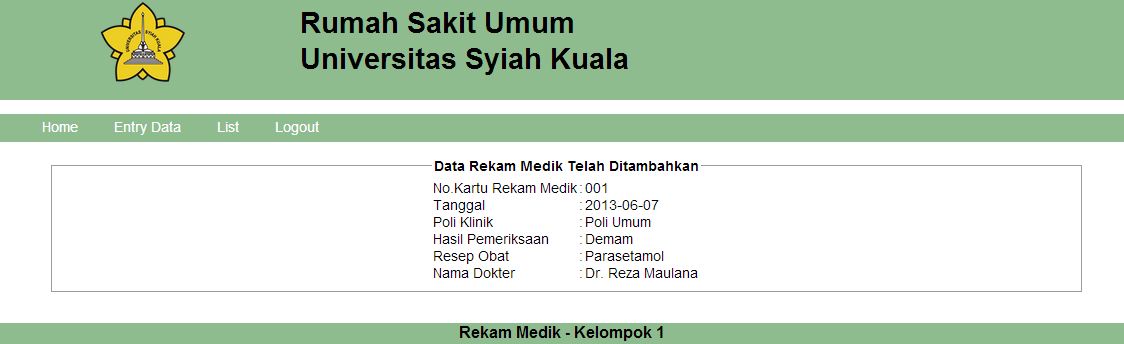 UNIVERSITAS SYIAH KUALA
Rumah Sakit Umum
Universitas Syiah Kuala
Home Entry Data List Logout
Data Rekam Medik Telah Ditambahkan
No.Kartu Rekam Medik : 001
Tanggal : 2013-06-07
Poli Klinik : Poli Umum
Hasil Pemeriksaan : Demam
Resep Obat : Parasetamol
Nama Dokter : Dr. Reza Maulana
Rekam Medik - Kelompok 1